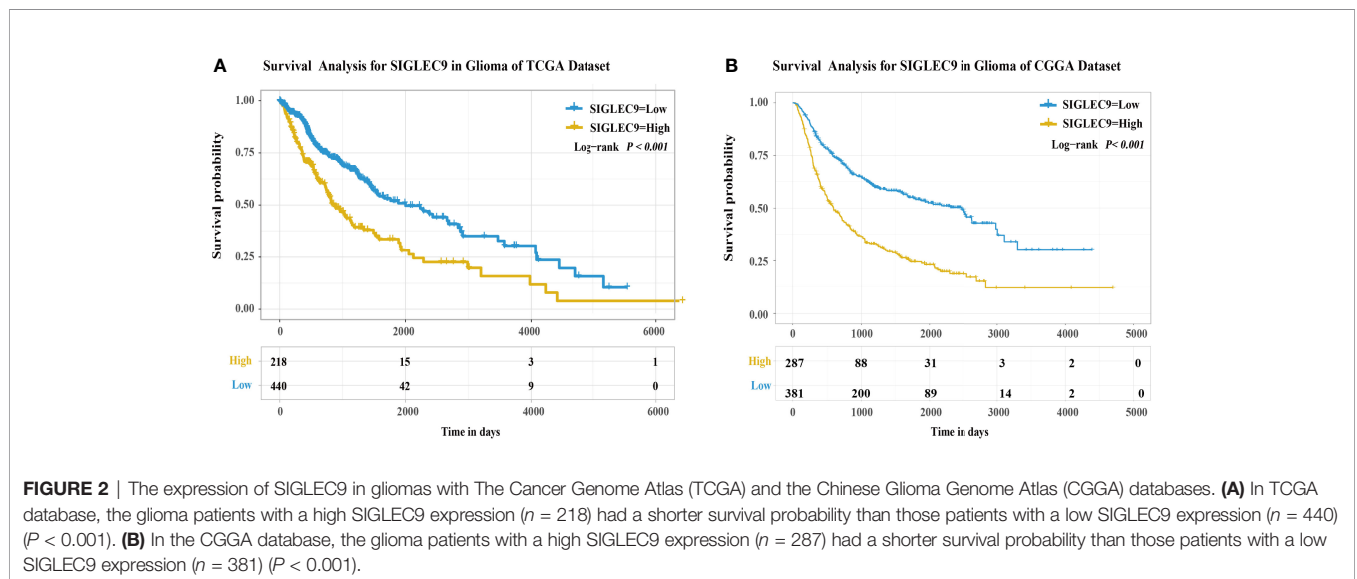 A Survival Analysis for SIGLEC9 in Glioma of TCGA Dataset
Survival probability
1.00
0.75
0.50
0.25
0.00
SIGLEC9=Low
SIGLEC9=High
Log-rank P < 0.001
0 2000 4000 6000
High 218 15 3 1
Low 440 42 9 0
0 2000 4000 6000
Time in days
B Survival Analysis for SIGLEC9 in Glioma of CGGA Dataset
Survival probability
1.00
0.75
0.50
0.25
0.00
SIGLEC9=Low
SIGLEC9=High
Log-rank P< 0.001
0 1000 2000 3000 4000 5000
High 287 88 31 3 2 0
Low 381 200 89 14 2 0
0 1000 2000 3000 4000 5000
Time in days
FIGURE 2 | The expression of SIGLEC9 in gliomas with The Cancer Genome Atlas (TCGA) and the Chinese Glioma Genome Atlas (CGGA) databases. (A) In TCGA
database, the glioma patients with a high SIGLEC9 expression (n = 218) had a shorter survival probability than those patients with a low SIGLEC9 expression (n = 440)
(P < 0.001). (B) In the CGGA database, the glioma patients with a high SIGLEC9 expression (n = 287) had a shorter survival probability than those patients with a low
SIGLEC9 expression (n = 381) (P < 0.001).